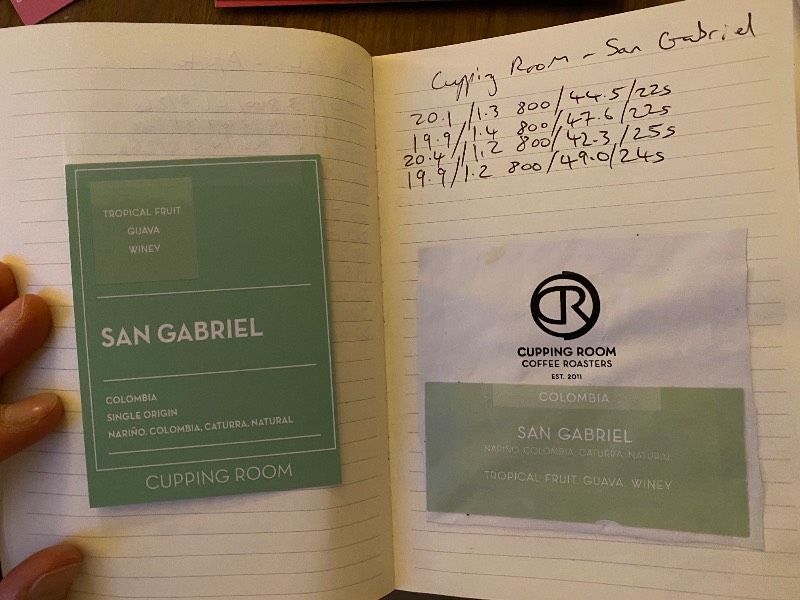 TROPICAL FRUIT
GUAVA
WINEY
SAN GABRIEL
COLOMBIA
SINGLE ORIGIN
NARIÑO, COLOMBIA, CATURRA, NATURAL
CUPPING ROOM
Cupping Room - San Gabriel
20.1 / 1.3 800 / 44.5 / 22s
19.9 / 1.4 800 / 47.6 / 22s
20.4 / 1.2 800 / 42.3 / 25s
19.9 / 1.2 800 / 49.0 / 24s
CR
CUPPING ROOM
COFFEE ROASTERS
EST. 2011
COLOMBIA
SAN GABRIEL
NARIÑO, COLOMBIA, CATURRA, NATURAL
TROPICAL FRUIT, GUAVA, WINEY